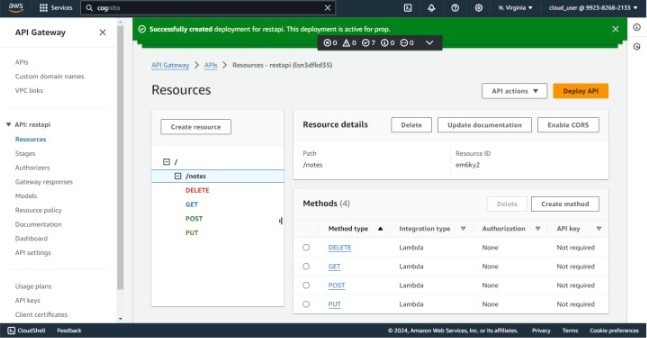 aws Services cognito N. Virginia cloud_user @ 9923-8268-2133
API Gateway
Successfully created deployment for restapi. This deployment is active for prop.
0 0 7 0 0
APIs
Custom domain names
VPC links
API: restapi
Resources
Stages
Authorizers
Gateway responses
Models
Resource policy
Documentation
Dashboard
API settings
Usage plans
API keys
Client certificates
API Gateway > APIs > Resources - restapi (lsn3dfkd35)
Resources
API actions
Deploy API
Create resource
/
/notes
DELETE
GET
POST
PUT
Resource details
Delete
Update documentation
Enable CORS
Path
/notes
Resource ID
em6ky2
Methods (4)
Delete
Create method
Method type Integration type Authorization API key
DELETE Lambda None Not required
GET Lambda None Not required
POST Lambda None Not required
PUT Lambda None Not required
CloudShell Feedback © 2024, Amazon Web Services, Inc. or its affiliates. Privacy Terms Cookie preferences